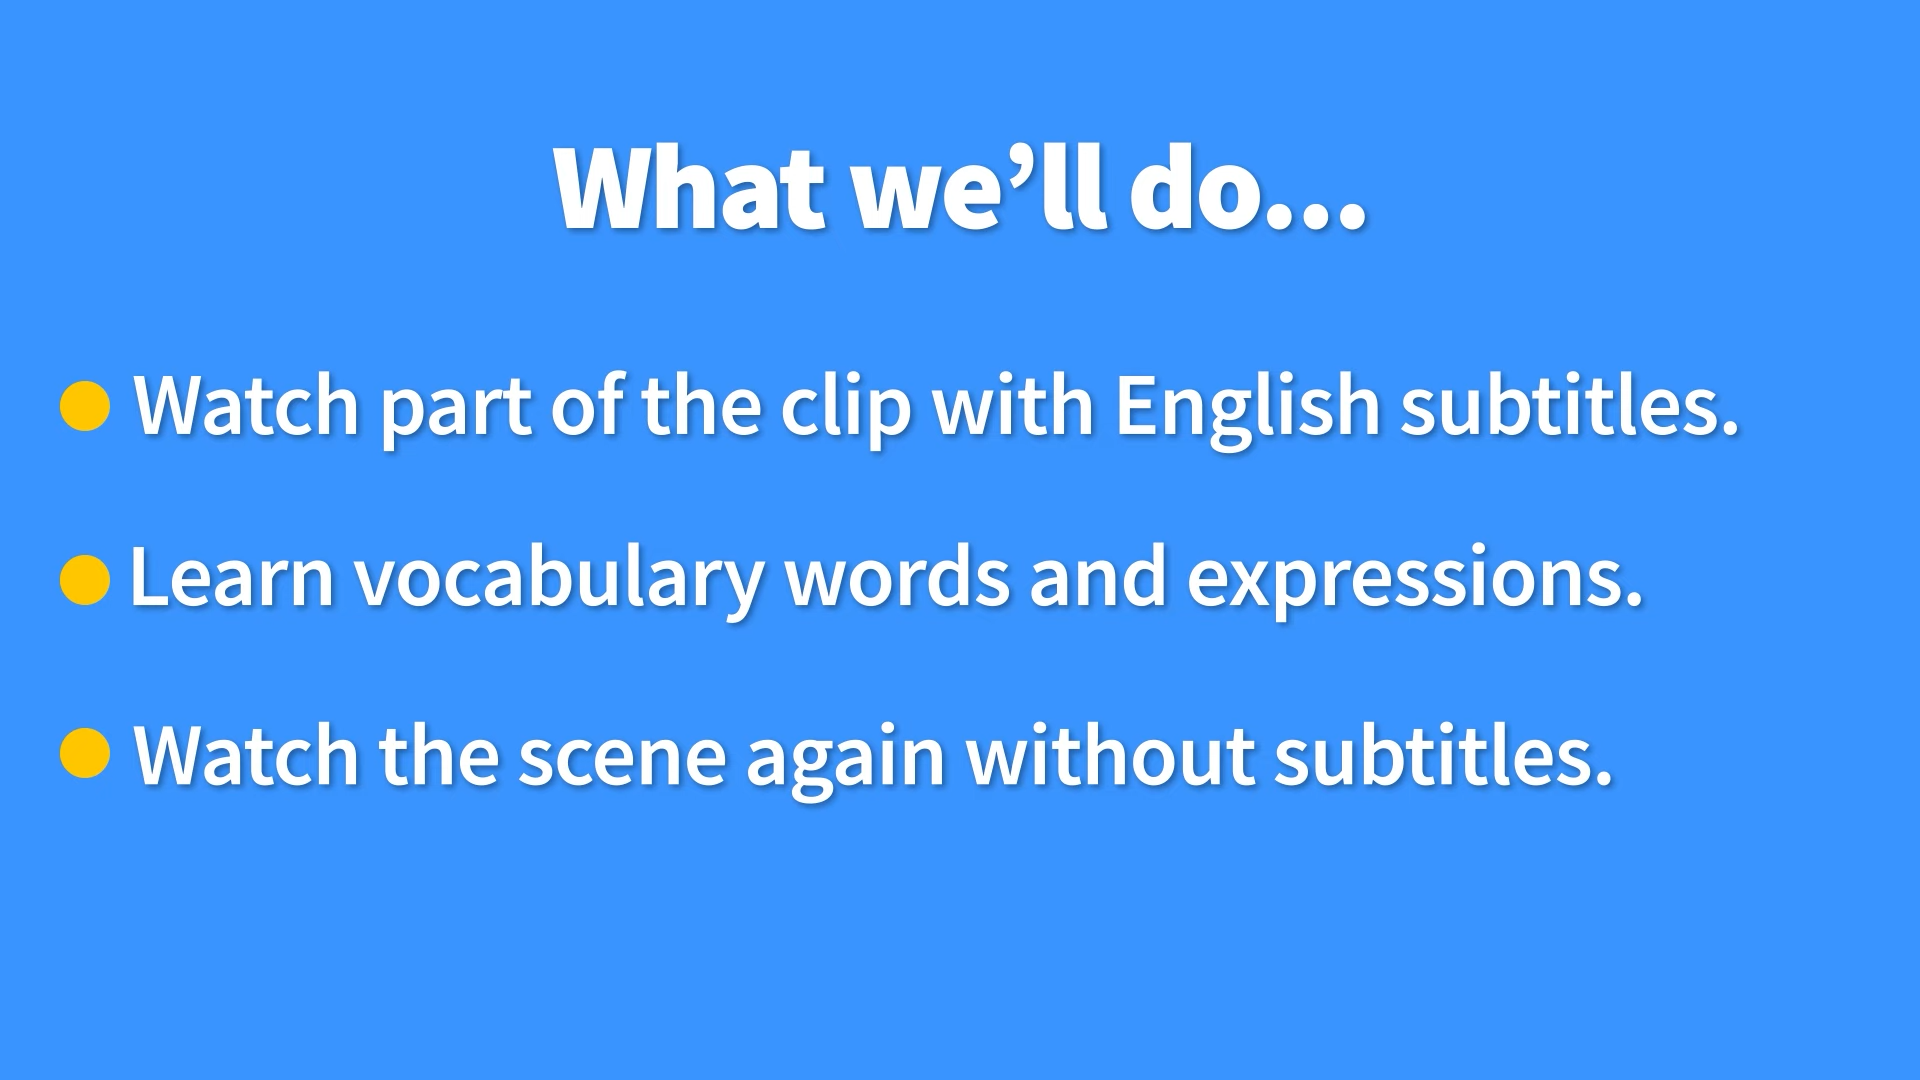 What we’ll do...
Watch part of the clip with English subtitles.
Learn vocabulary words and expressions.
Watch the scene again without subtitles.